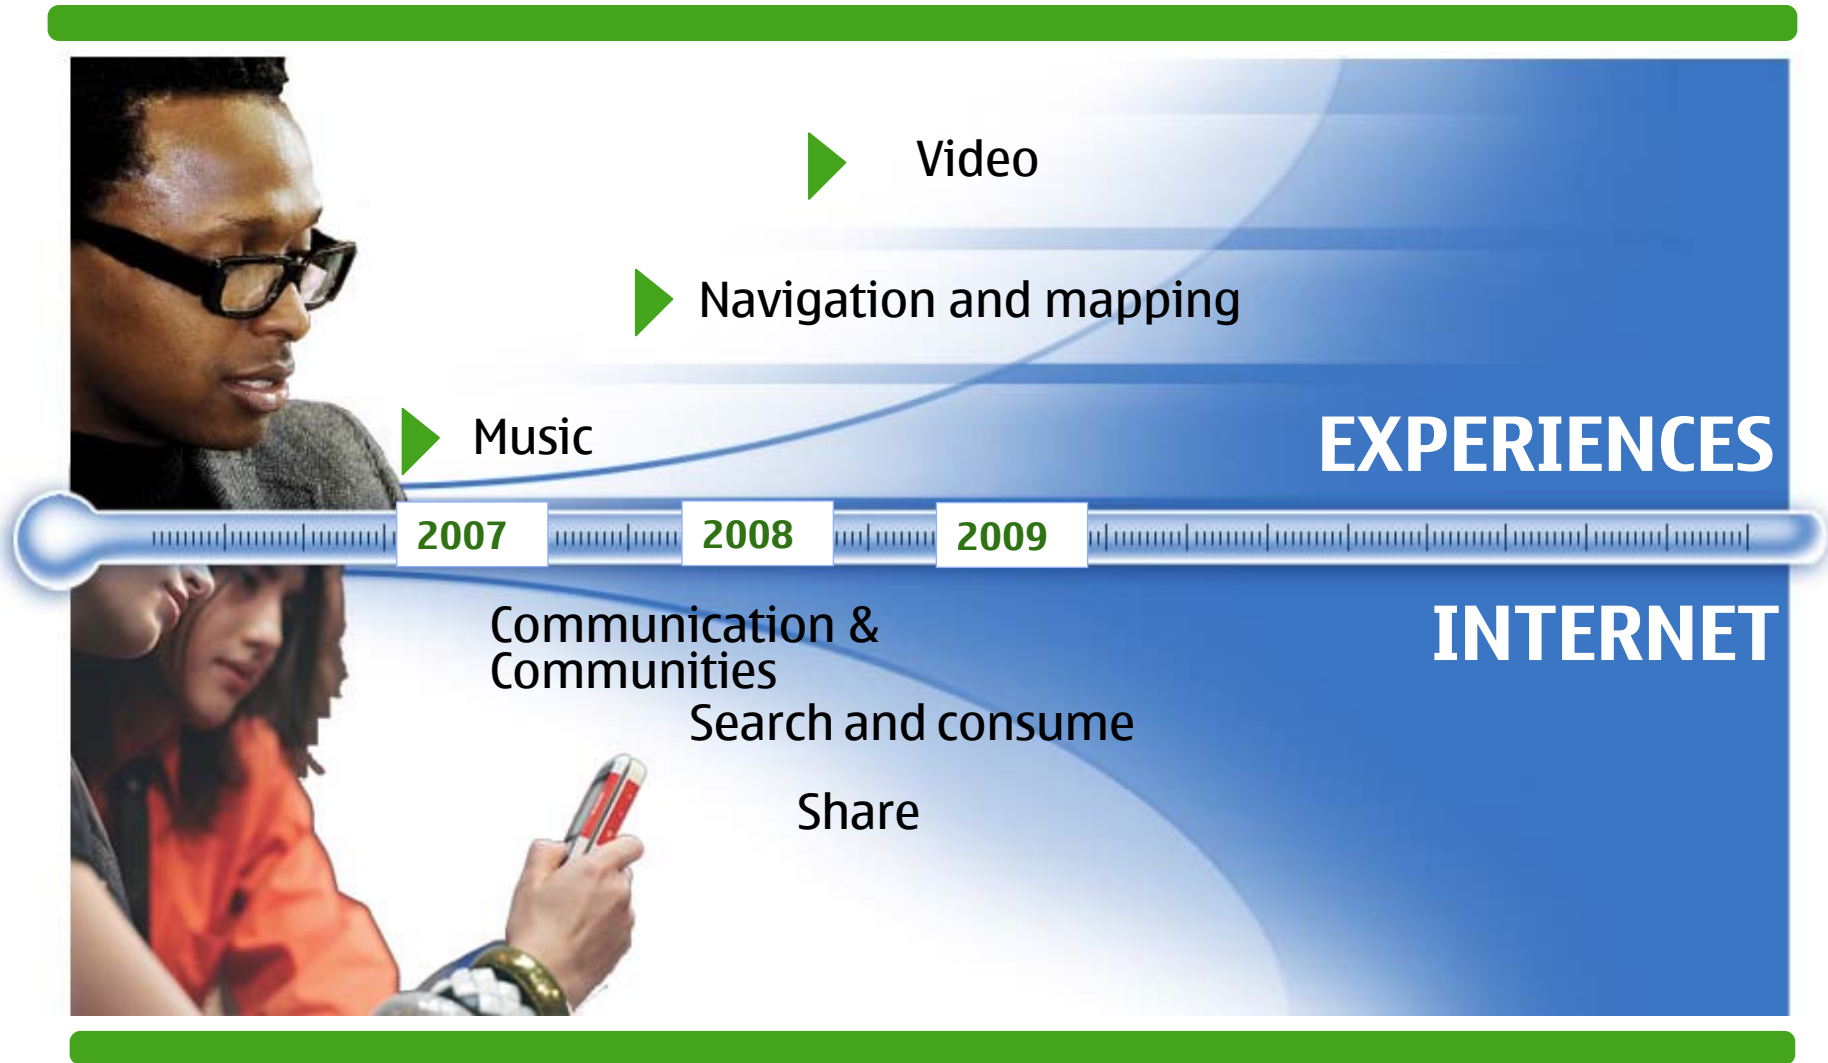 Video
Navigation and mapping
Music
EXPERIENCES
2007
2008
2009
Communication &
Communities
INTERNET
Search and consume
Share